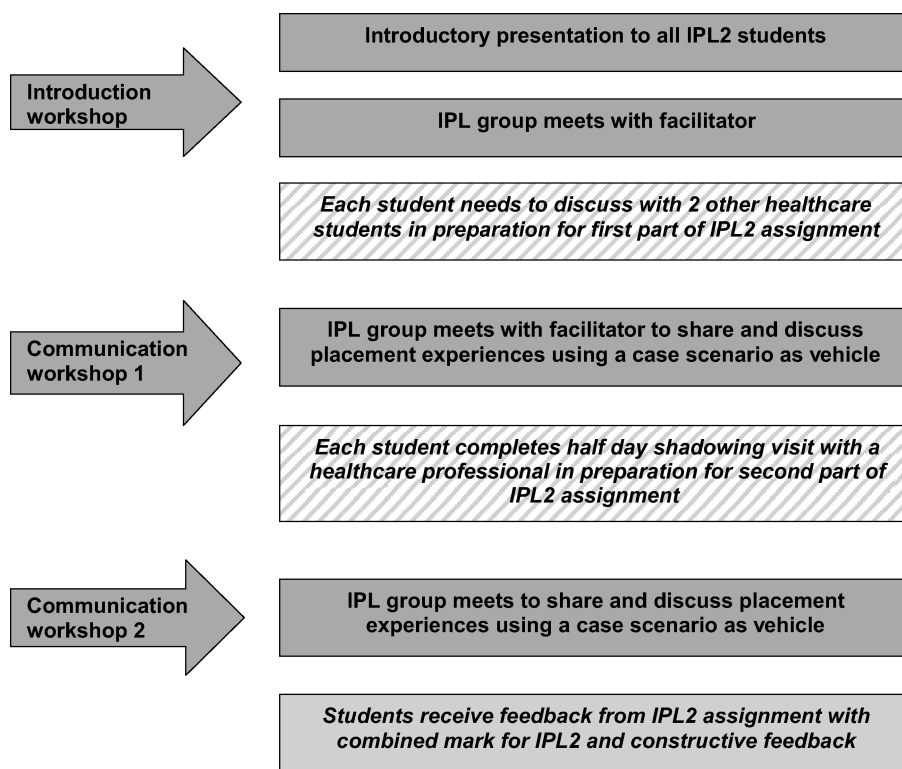 Introductory presentation to all IPL2 students
Introduction
workshop
IPL group meets with facilitator
Each student needs to discuss with 2 other healthcare
students in preparation for first part of IPL2 assignment
Communication
workshop 1
IPL group meets with facilitator to share and discuss
placement experiences using a case scenario as vehicle
Each student completes half day shadowing visit with a
healthcare professional in preparation for second part of
IPL2 assignment
Communication
workshop 2
IPL group meets to share and discuss placement
experiences using a case scenario as vehicle
Students receive feedback from IPL2 assignment with
combined mark for IPL2 and constructive feedback